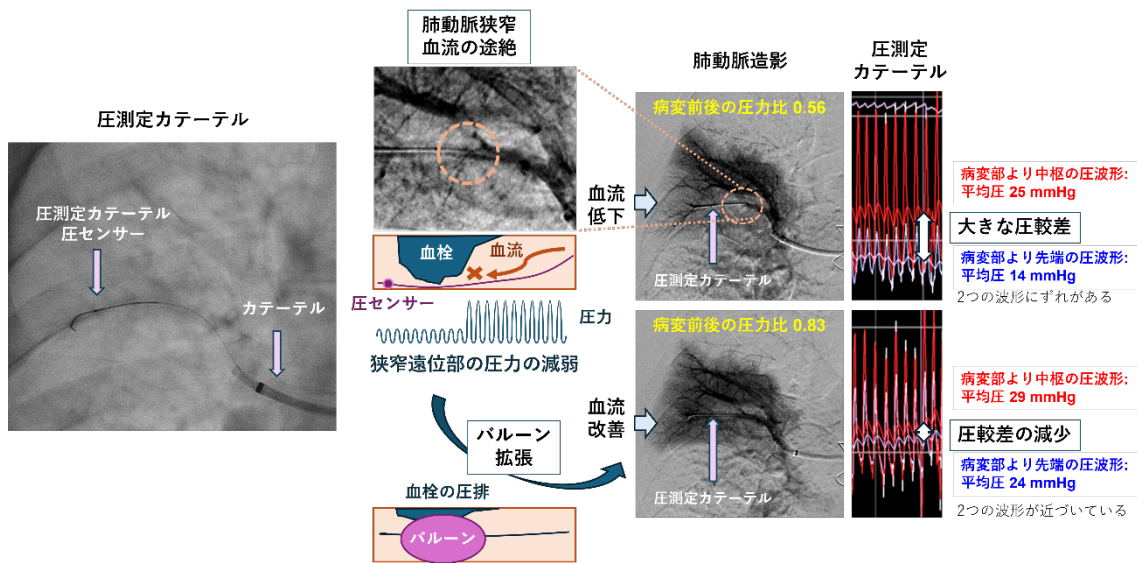 圧測定カテーテル
圧測定カテーテル
圧センサー
カテーテル
肺動脈狭窄
血流の途絶
血栓
血流
圧センサー
圧力
狭窄遠位部の圧力の減弱
バルーン
拡張
血栓の圧排
バルーン
血流
低下
血流
改善
肺動脈造影
病変前後の圧力比 0.56
圧測定カテーテル
病変前後の圧力比 0.83
圧測定カテーテル
圧測定
カテーテル
病変部より中枢の圧波形:
平均圧 25 mmHg
大きな圧較差
病変部より先端の圧波形:
平均圧 14 mmHg
2つの波形にずれがある
病変部より中枢の圧波形:
平均圧 29 mmHg
圧較差の減少
病変部より先端の圧波形:
平均圧 24 mmHg
2つの波形が近づいている